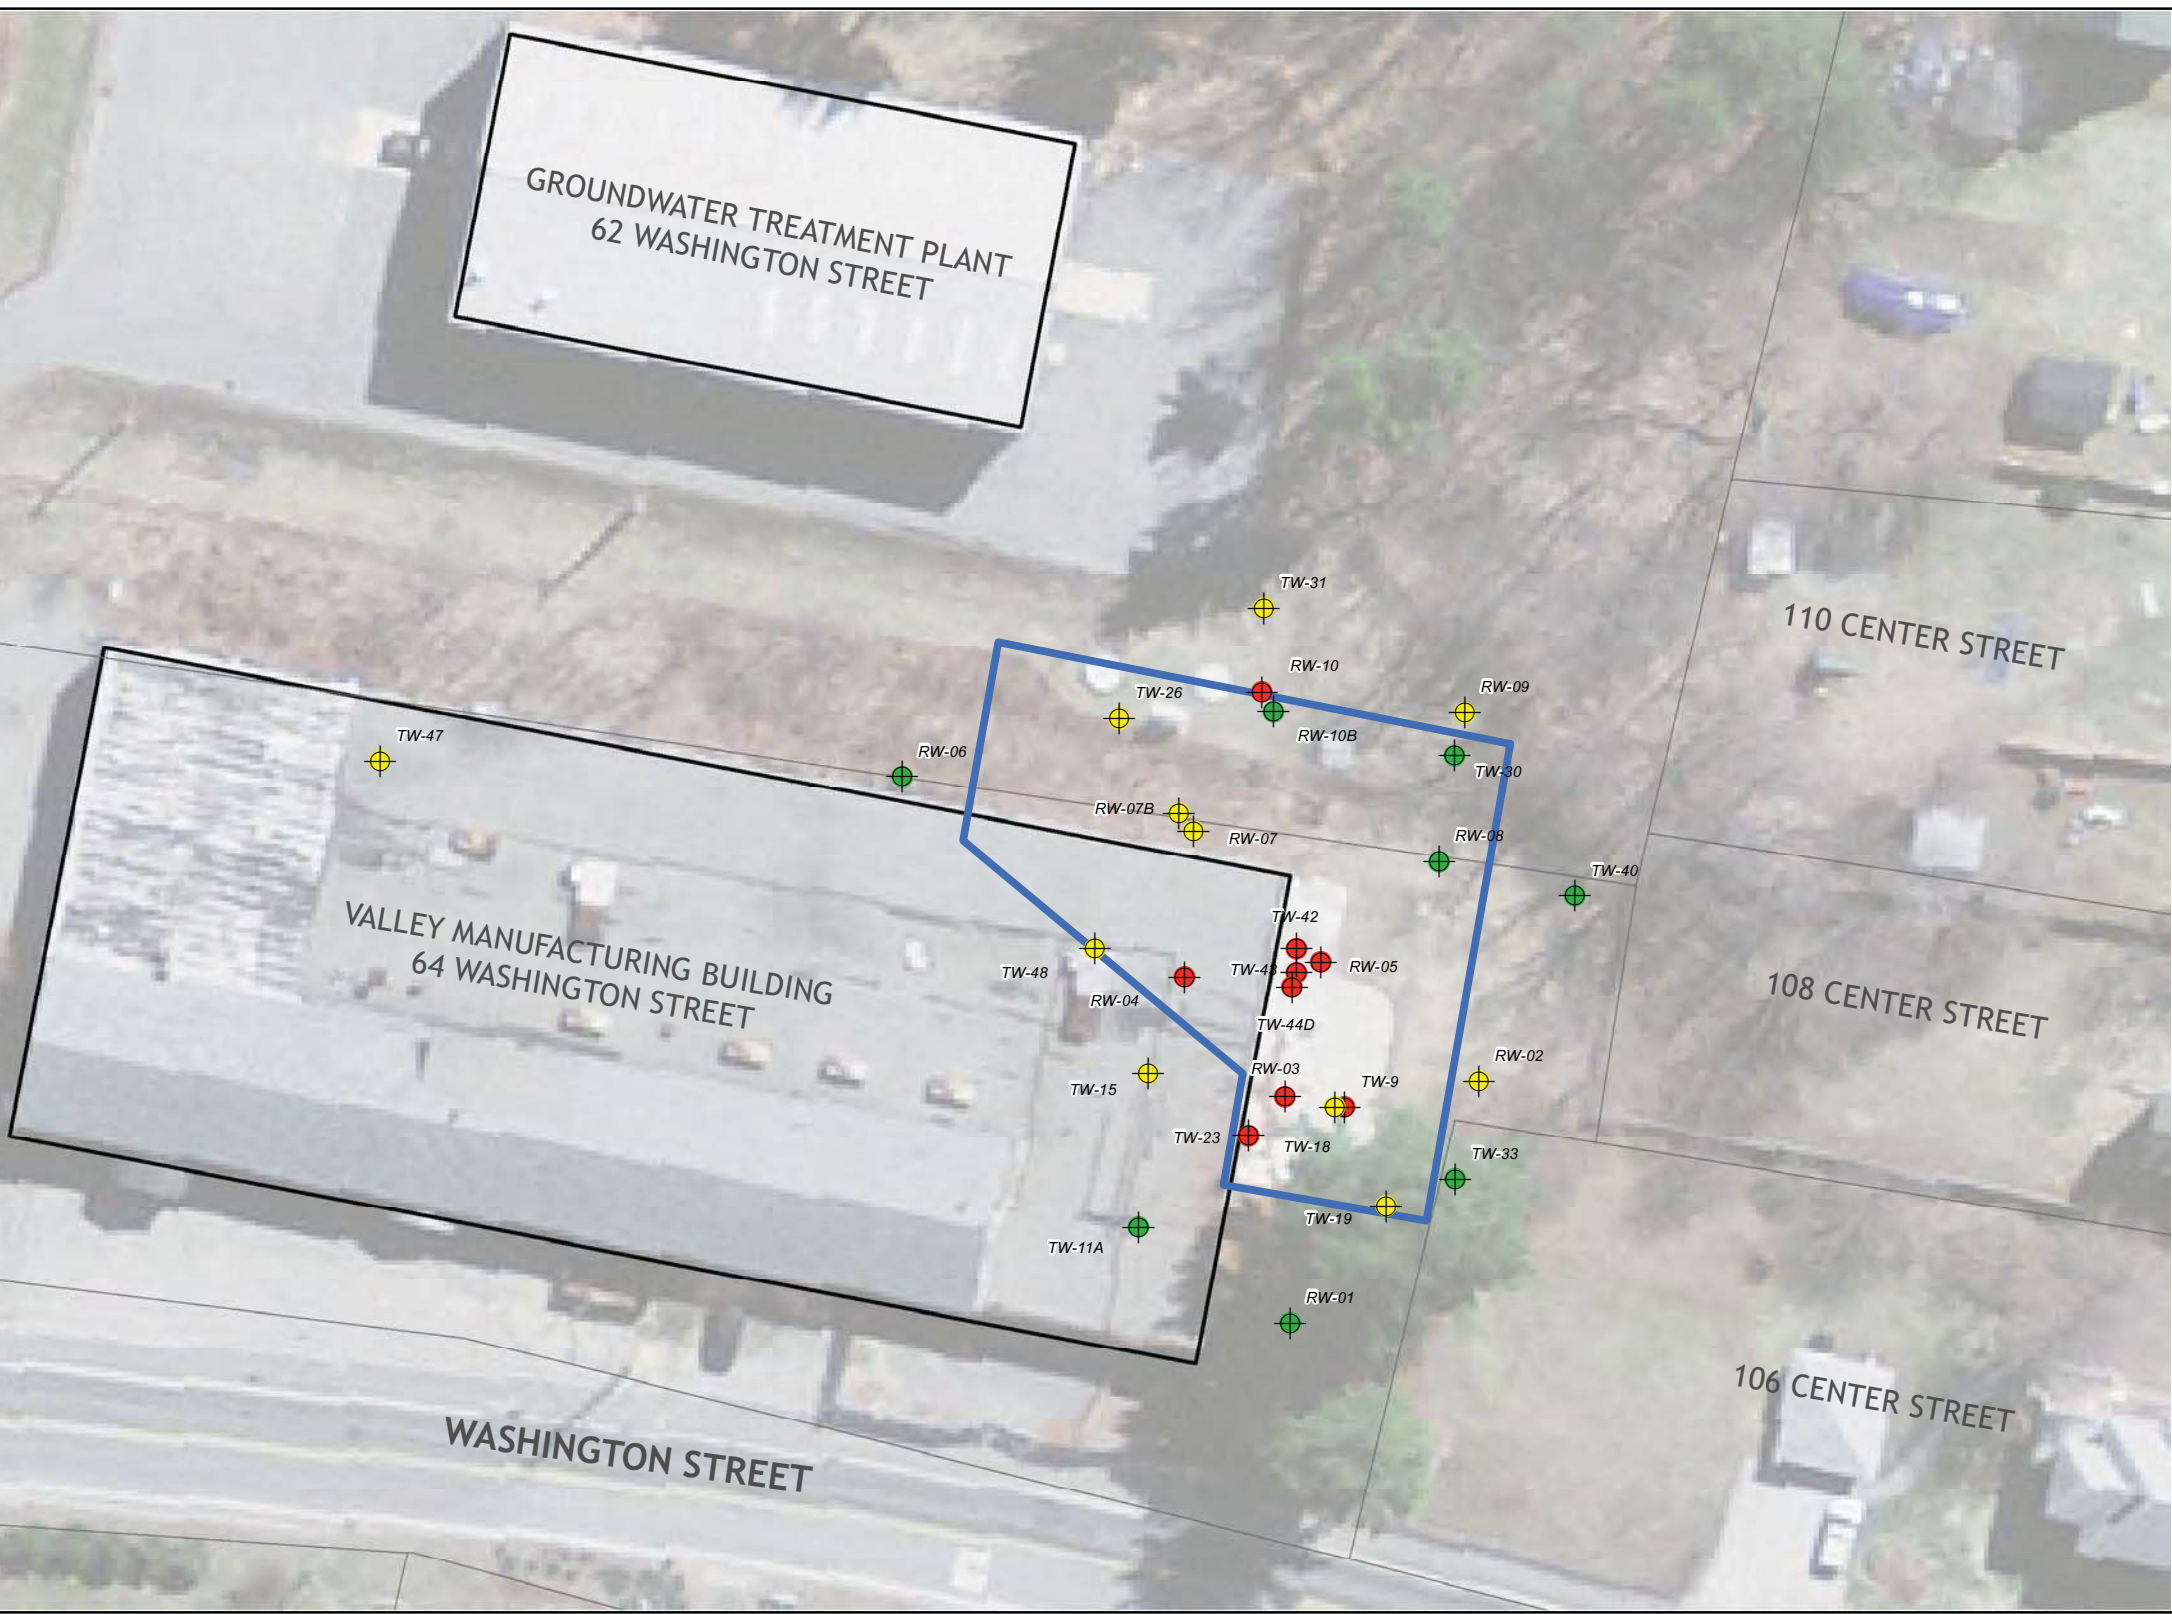 GROUNDWATER TREATMENT PLANT
62 WASHINGTON STREET
TW-31
110 CENTER STREET
RW-10
TW-26
RW-09
RW-10B
TW-47
RW-06
TW-30
RW-07B
RW-07
RW-08
TW-40
VALLEY MANUFACTURING BUILDING
64 WASHINGTON STREET
TW-42
TW-48
RW-04
TW-43
RW-05
108 CENTER STREET
TW-44D
RW-02
RW-03
TW-9
TW-15
TW-23
TW-18
TW-33
TW-19
TW-11A
RW-01
106 CENTER STREET
WASHINGTON STREET